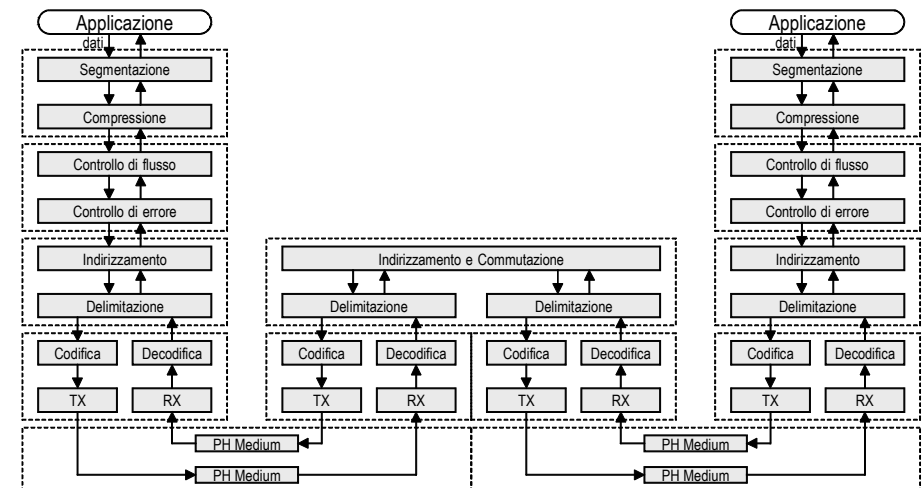 Applicazione
Applicazione
dati
dati
Segmentazione
Segmentazione
Compressione
Compressione
Controllo di flusso
Controllo di flusso
Controllo di errore
Controllo di errore
Indirizzamento
Indirizzamento e Commutazione
Indirizzamento
Delimitazione
Delimitazione
Delimitazione
Delimitazione
Codifica
Decodifica
Codifica
Decodifica
Codifica
Decodifica
Codifica
Decodifica
TX
RX
TX
RX
TX
RX
TX
RX
PH Medium
PH Medium
PH Medium
PH Medium